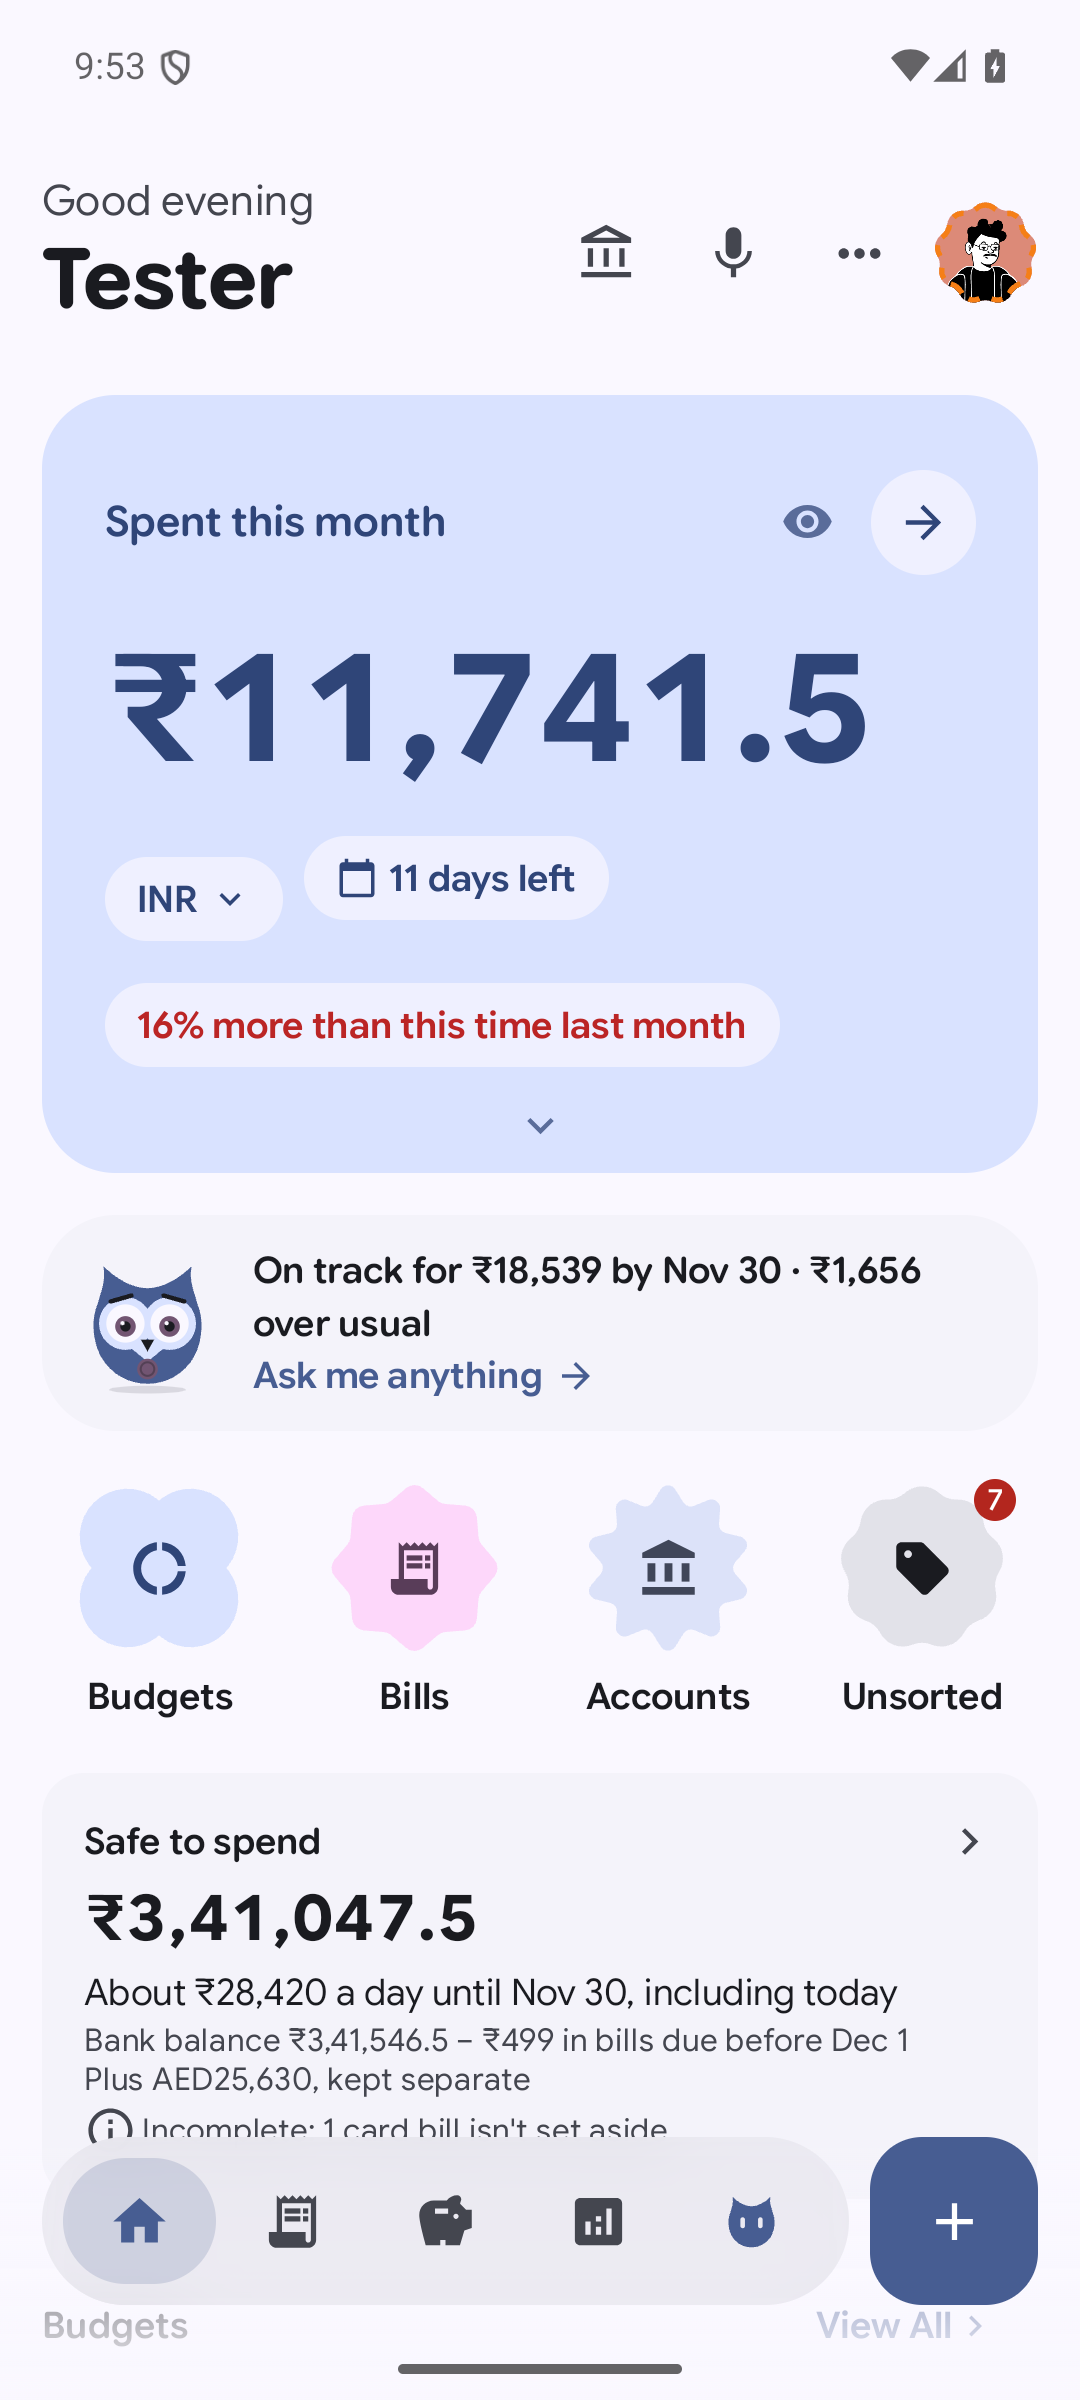 9:53
Good evening
Tester
Spent this month
₹11,741.5
INR
11 days left
16% more than this time last month
On track for ₹18,539 by Nov 30 · ₹1,656
over usual
Ask me anything
7
Budgets
Bills
Accounts
Unsorted
Safe to spend
₹3,41,047.5
About ₹28,420 a day until Nov 30, including today
Bank balance ₹3,41,546.5 – ₹499 in bills due before Dec 1
Plus AED25,630, kept separate
Incomplete: 1 card bill isn't set aside
Budgets
View All